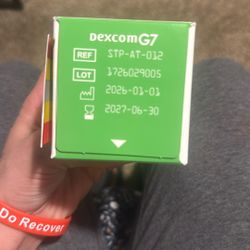 Dexcom G7
REF STP-AT-012
LOT 1726029005
2026-01-01
2027-06-30
Do Recover